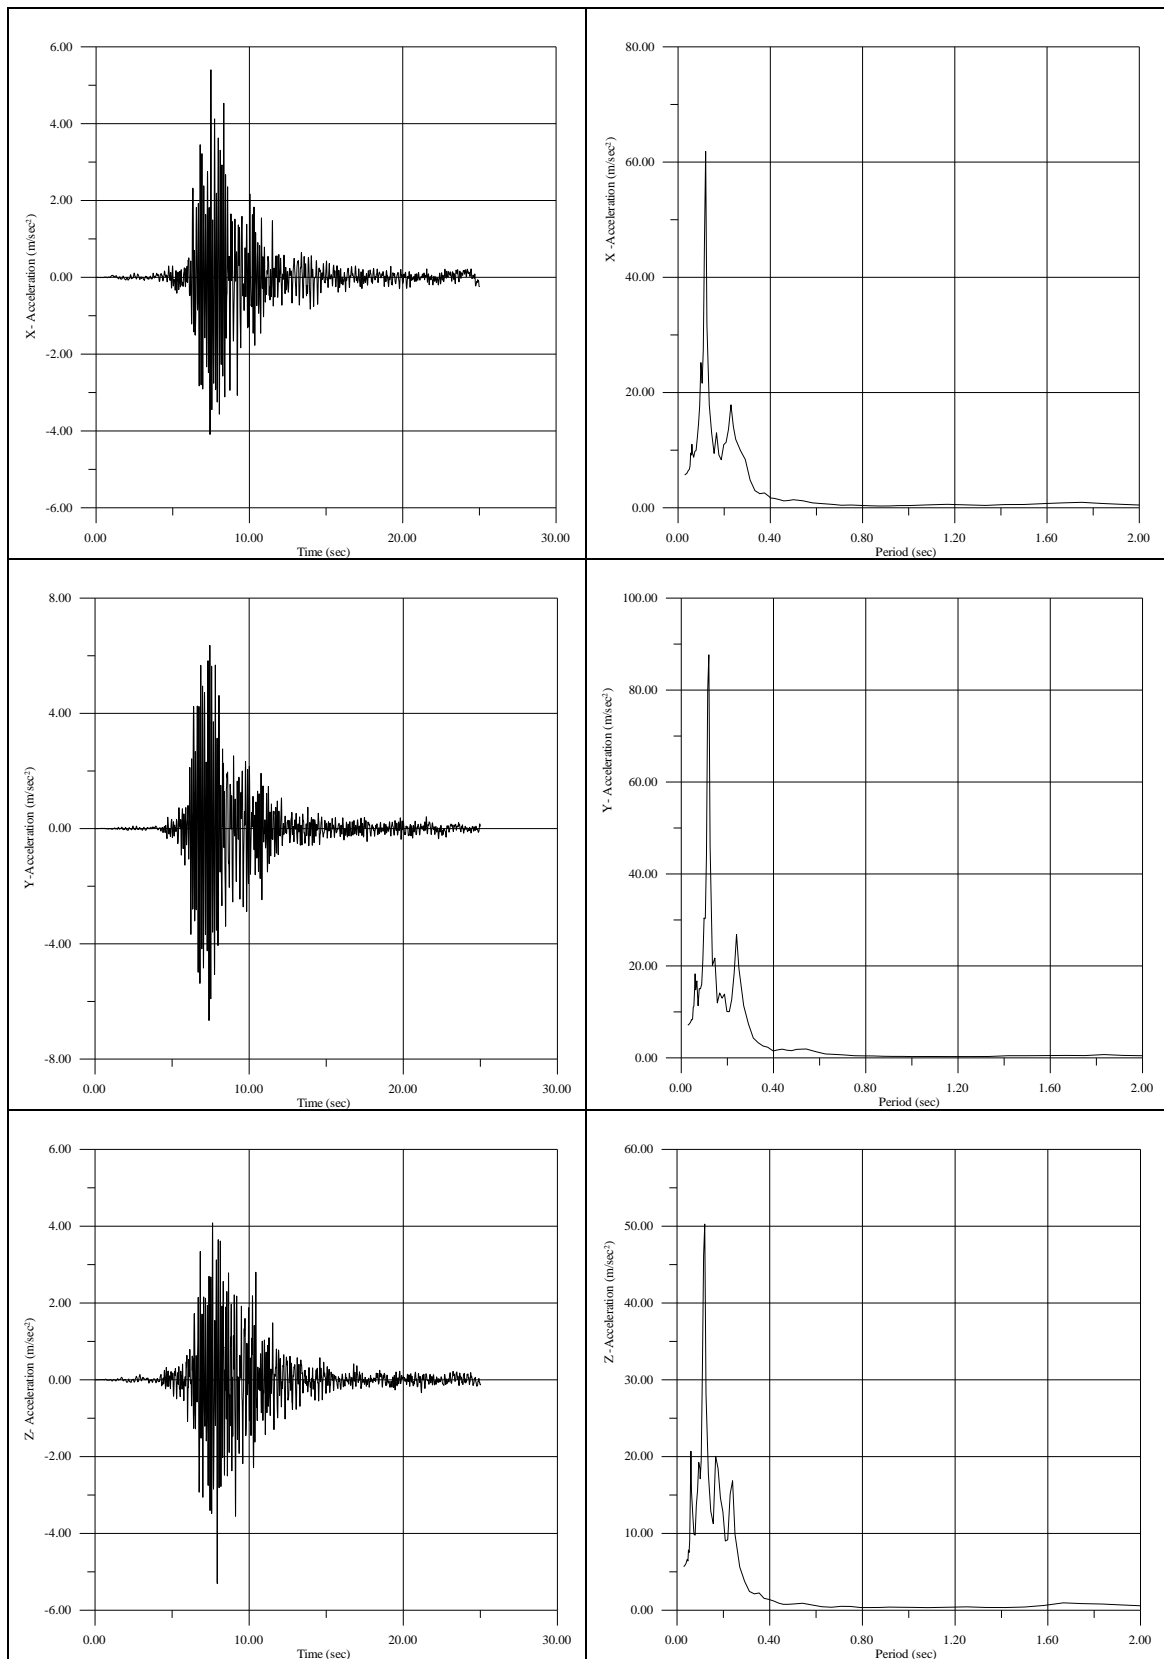 6.00
4.00
2.00
0.00
-2.00
-4.00
-6.00
X - Acceleration (m/sec²)
0.00 10.00 20.00 30.00
Time (sec)
80.00
60.00
40.00
20.00
0.00
X - Acceleration (m/sec²)
0.00 0.40 0.80 1.20 1.60 2.00
Period (sec)
8.00
4.00
0.00
-4.00
-8.00
Y - Acceleration (m/sec²)
0.00 10.00 20.00 30.00
Time (sec)
100.00
80.00
60.00
40.00
20.00
0.00
Y - Acceleration (m/sec²)
0.00 0.40 0.80 1.20 1.60 2.00
Period (sec)
6.00
4.00
2.00
0.00
-2.00
-4.00
-6.00
Z- Acceleration (m/sec²)
0.00 10.00 20.00 30.00
Time (sec)
60.00
50.00
40.00
30.00
20.00
10.00
0.00
Z - Acceleration (m/sec²)
0.00 0.40 0.80 1.20 1.60 2.00
Period (sec)